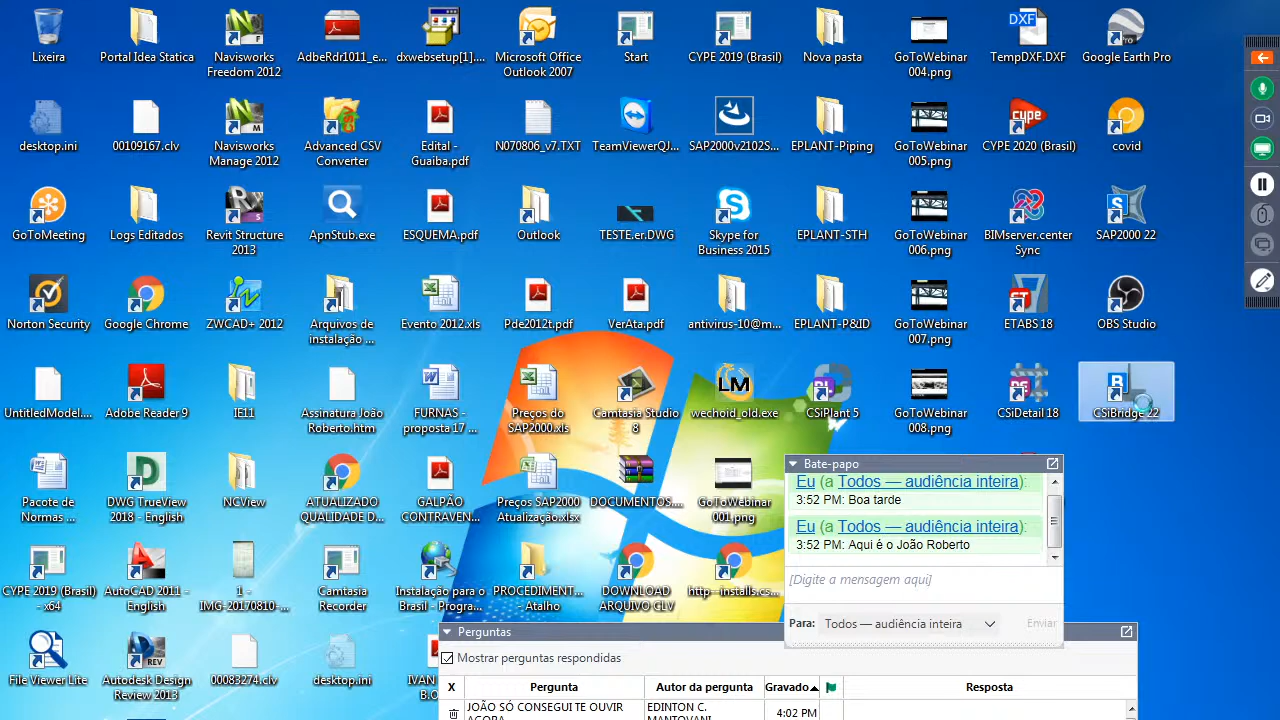 Lixeira
Portal Idea Statica
Navisworks
Freedom 2012
AdbeRdr1011_e...
dxwebsetup[1]....
Microsoft Office
Outlook 2007
Start
CYPE 2019 (Brasil)
Nova pasta
GoToWebinar
004.png
DXF
TempDXF.DXF
Google Earth Pro
desktop.ini
00109167.clv
Navisworks
Manage 2012
Advanced CSV
Converter
Edital -
Guaiba.pdf
N070806_v7.TXT
TeamViewerQJ...
SAP2000v2102S...
EPLANT-Piping
GoToWebinar
005.png
cype
CYPE 2020 (Brasil)
covid
GoToMeeting
Logs Editados
Revit Structure
2013
ApnStub.exe
ESQUEMA.pdf
Outlook
TESTE.er.DWG
Skype for
Business 2015
EPLANT-STH
GoToWebinar
006.png
BIMserver.center
Sync
SAP2000 22
Norton Security
Google Chrome
ZWCAD+ 2012
Arquivos de
instalação ...
Evento 2012.xls
Pde2012t.pdf
VerAta.pdf
antivirus-10@m...
EPLANT-P&ID
GoToWebinar
007.png
ETABS 18
OBS Studio
UntitledModel....
Adobe Reader 9
IE11
Assinatura João
Roberto.htm
FURNAS -
proposta 17 ...
Preços do
SAP2000.xls
Camtasia Studio
8
LM
wechoid_old.exe
CSiPlant 5
GoToWebinar
008.png
CSiDetail 18
CSiBridge 22
Pacote de
Normas ...
DWG TrueView
2018 - English
NCView
ATUALIZADO
QUALIDADE D...
GALPÃO
CONTRAVEN...
Preços SAP2000
Atualização.xlsx
DOCUMENTOS....
GoToWebinar
001.png
Bate-papo
Eu (a Todos — audiência inteira):
3:52 PM: Boa tarde
Eu (a Todos — audiência inteira):
3:52 PM: Aqui é o João Roberto
[Digite a mensagem aqui]
Para: Todos — audiência inteira
Enviar
CYPE 2019 (Brasil)
- x64
AutoCAD 2011 -
English
1 -
IMG-20170810-...
Camtasia
Recorder
Instalação para o
Brasil - Progra...
PROCEDIMENT...
- Atalho
DOWNLOAD
ARQUIVO CLV
http--installs.cs...
File Viewer Lite
Autodesk Design
Review 2013
00083274.clv
desktop.ini
IVAN
B.O
Perguntas
Mostrar perguntas respondidas
X Pergunta Autor da pergunta Gravado Resposta
JOÃO SÓ CONSEGUI TE OUVIR
AGORA
EDINTON C.
MANTOVANI
4:02 PM